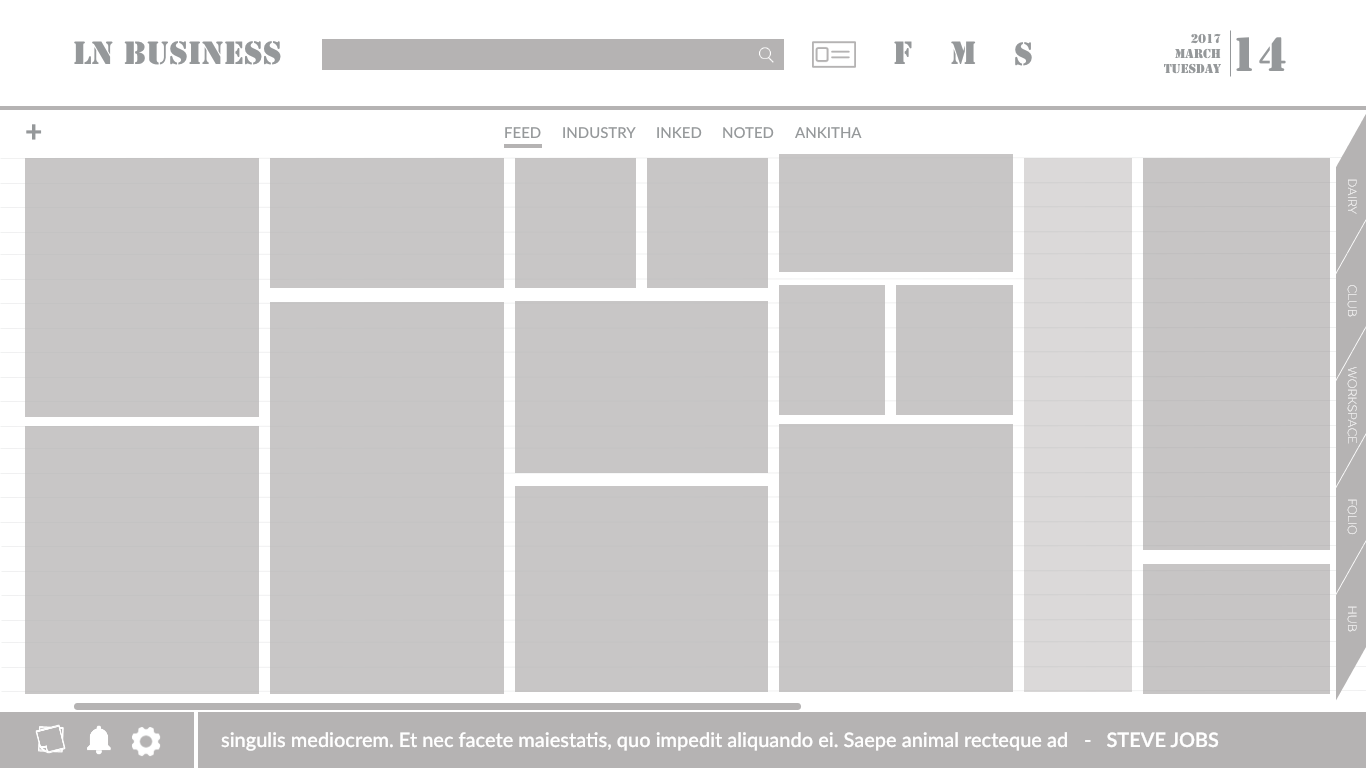 LN BUSINESS
F M S
2017
MARCH
TUESDAY
14
+
FEED INDUSTRY INKED NOTED ANKITHA
DAIRY
CLUB
WORKSPACE
FOLIO
HUB
singulis mediocrem. Et nec facete maiestatis, quo impedit aliquando ei. Saepe animal recteque ad - STEVE JOBS